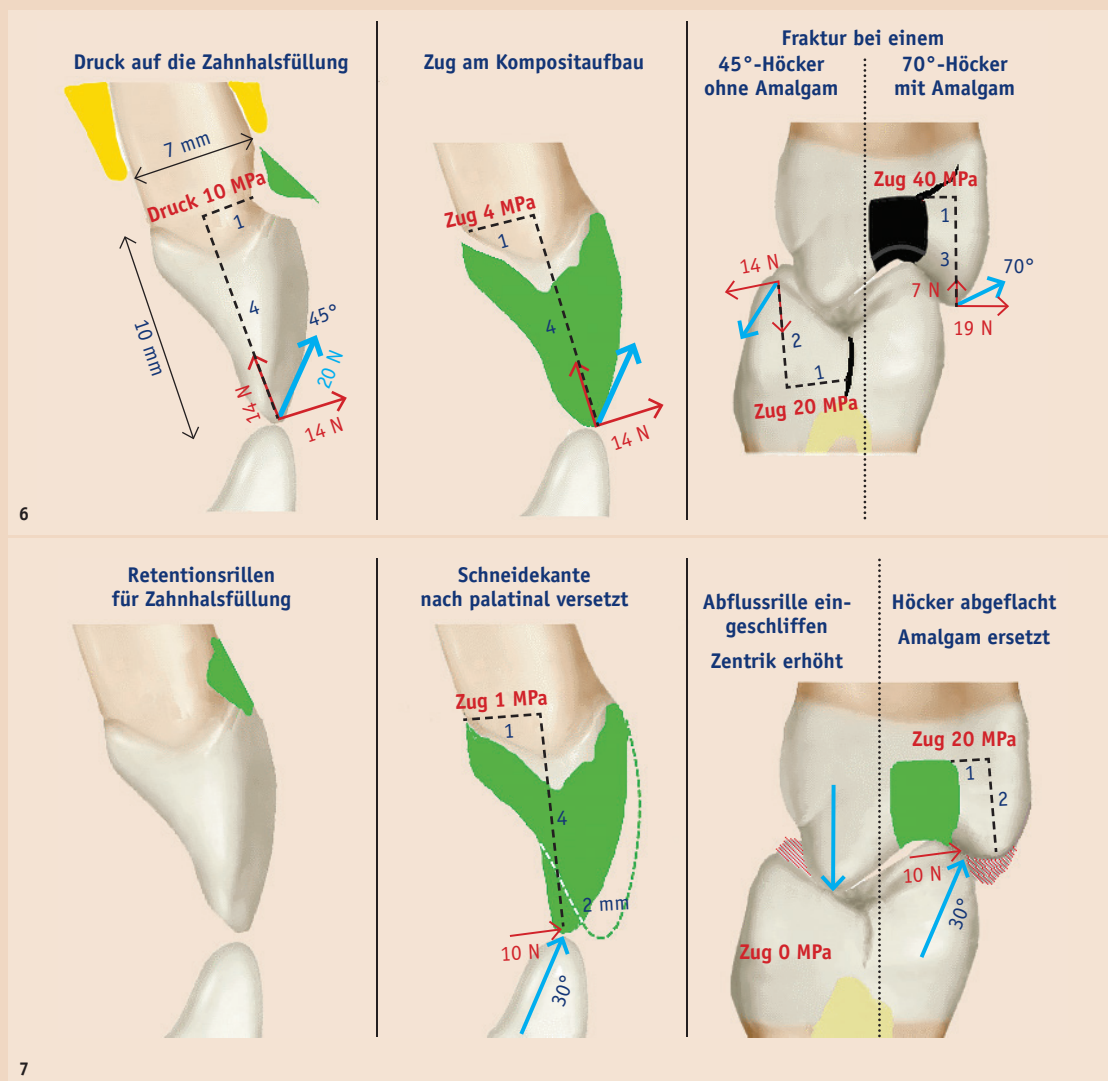 Druck auf die Zahnhalsfüllung
7 mm
Druck 10 MPa
1
10 mm
4
45°
20 N
14 N
14 N
Zug am Kompositaufbau
Zug 4 MPa
1
4
14 N
Fraktur bei einem
45°-Höcker
ohne Amalgam
70°-Höcker
mit Amalgam
14 N
2
1
Zug 20 MPa
Zug 40 MPa
1
3
7 N
70°
19 N
6
Retentionsrillen
für Zahnhalsfüllung
Schneidekante
nach palatinal versetzt
Zug 1 MPa
1
4
2 mm
10 N
30°
Abflussrille ein-
geschliffen
Zentrik erhöht
Zug 0 MPa
Höcker abgeflacht
Amalgam ersetzt
Zug 20 MPa
1
2
10 N
30°
7